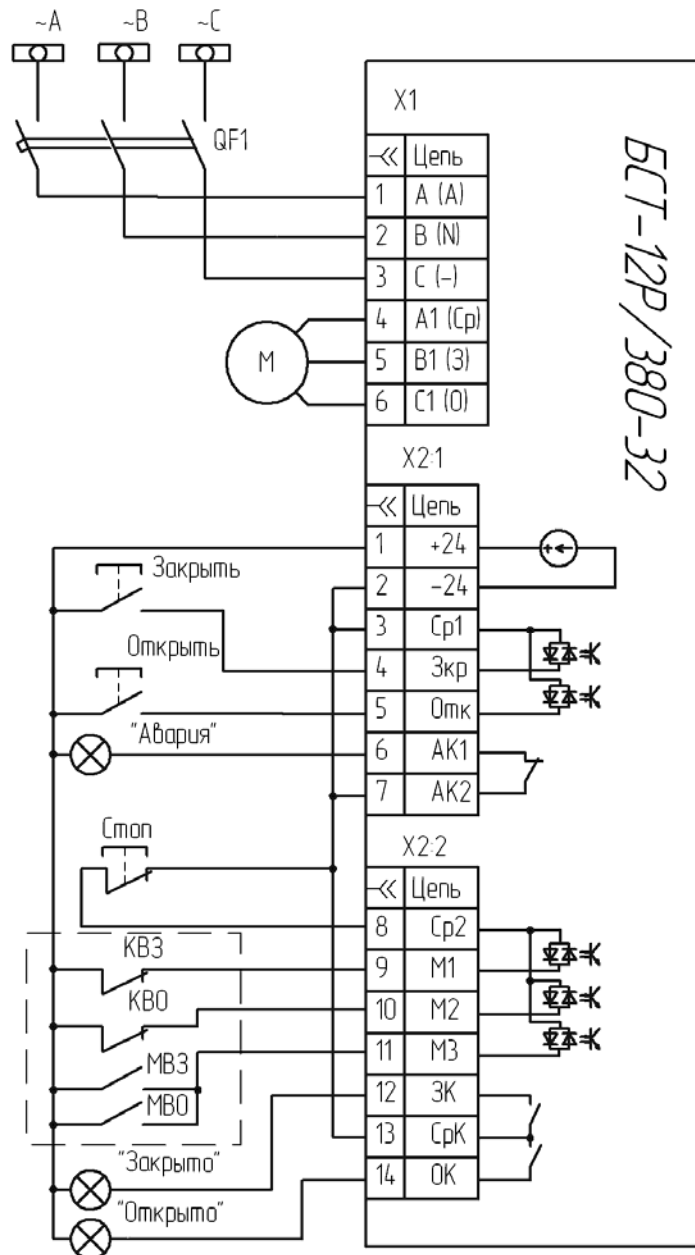 ~A ~B ~C
QF1
M
БСТ-12Р/380-32
X1
Цепь
1 A (A)
2 B (N)
3 C (-)
4 A1 (Ср)
5 B1 (З)
6 C1 (О)
X2:1
Цепь
1 +24
2 -24
3 Ср1
4 Зкр
5 Отк
6 АК1
7 АК2
Закрыть
Открыть
"Авария"
Стоп
X2:2
Цепь
8 Ср2
9 М1
10 М2
11 М3
12 ЗК
13 СрК
14 ОК
КВЗ
КВО
МВЗ
МВО
"Закрыто"
"Открыто"